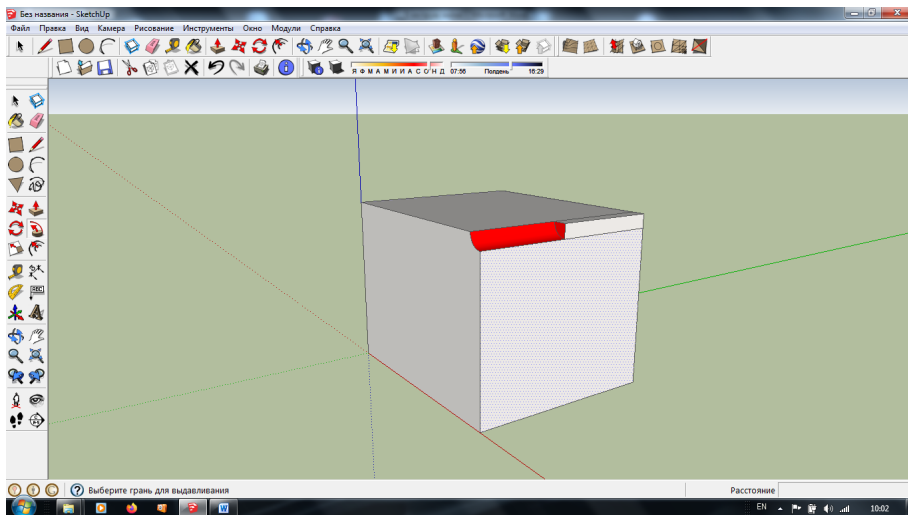 Без названия - SketchUp
Файл Правка Вид Камера Рисование Инструменты Окно Модули Справка
Я Ф М А М И И А С О Н Д 07:56 Полдень 16:29
ABC
Выберите грань для выдавливания Расстояние
EN 10:02